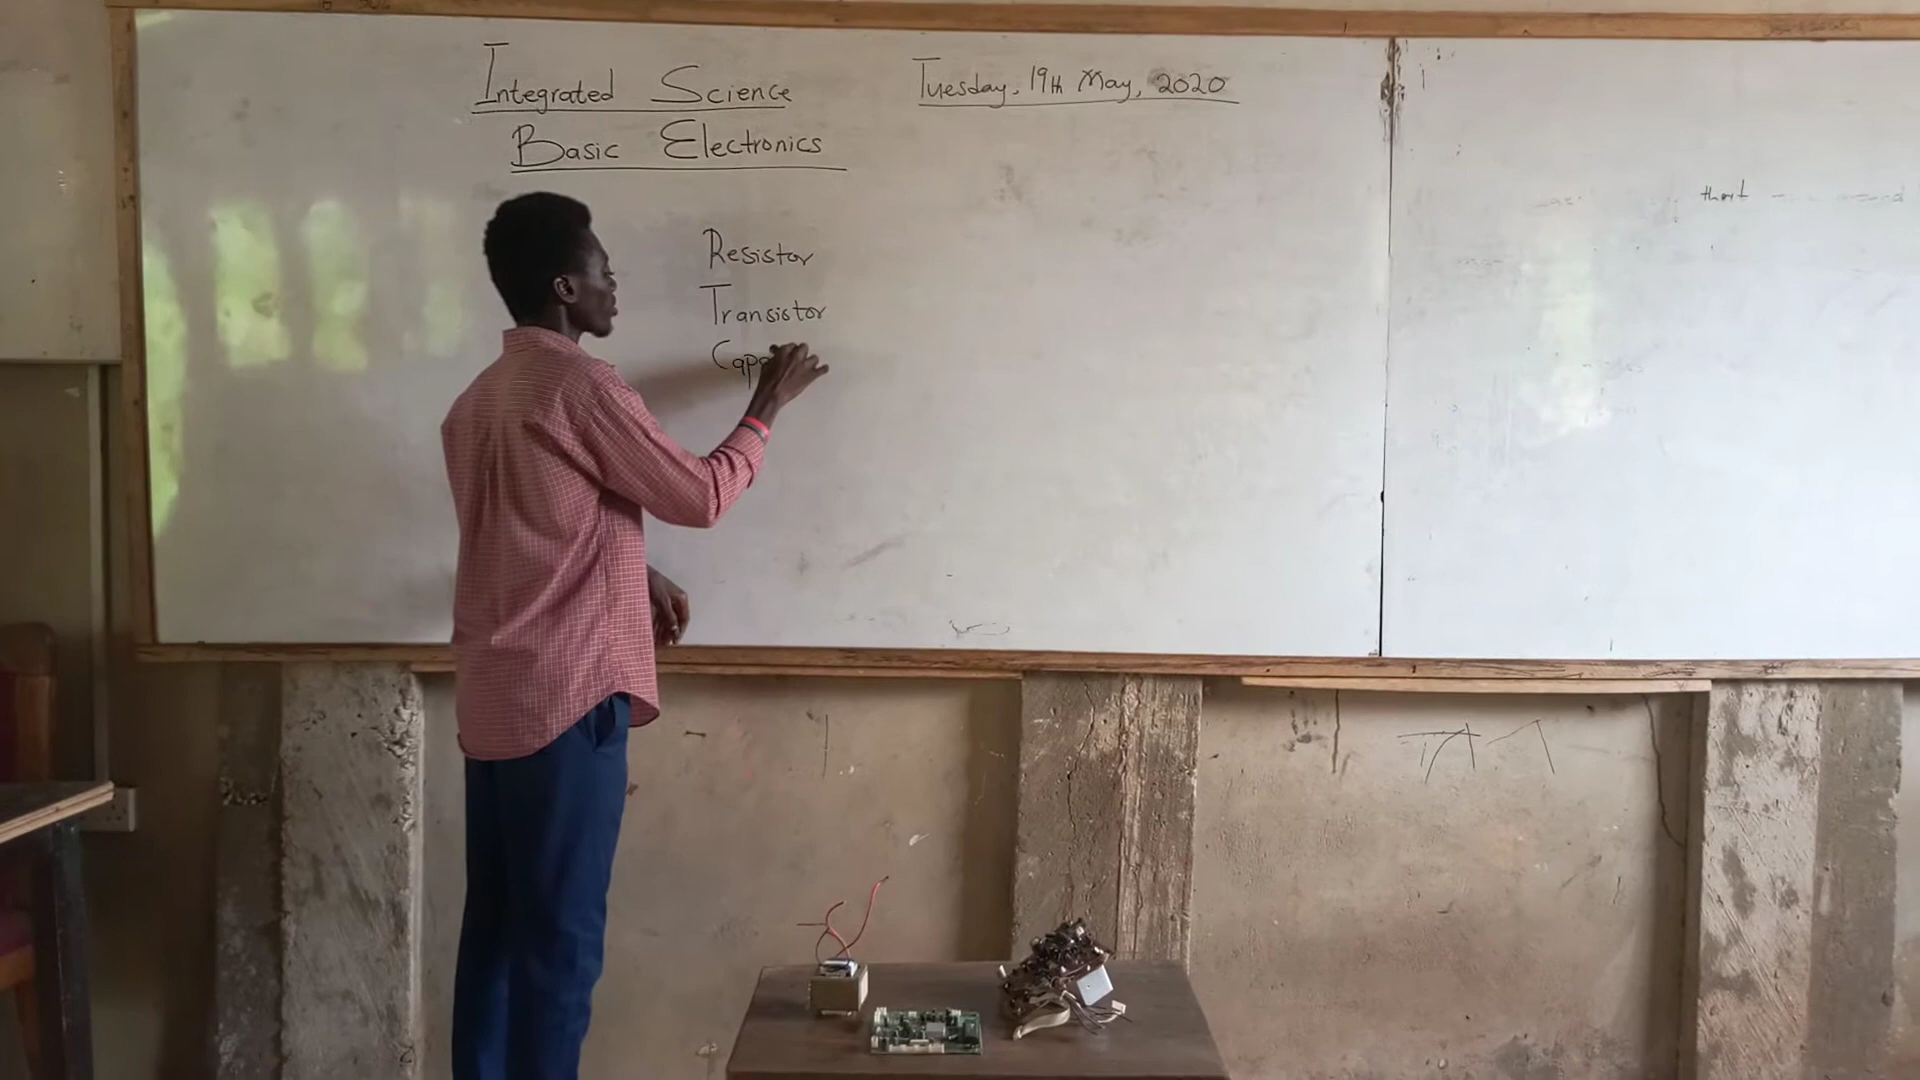 Integrated Science
Tuesday, 19th May, 2020
Basic Electronics
Resistor
Transistor
Capa